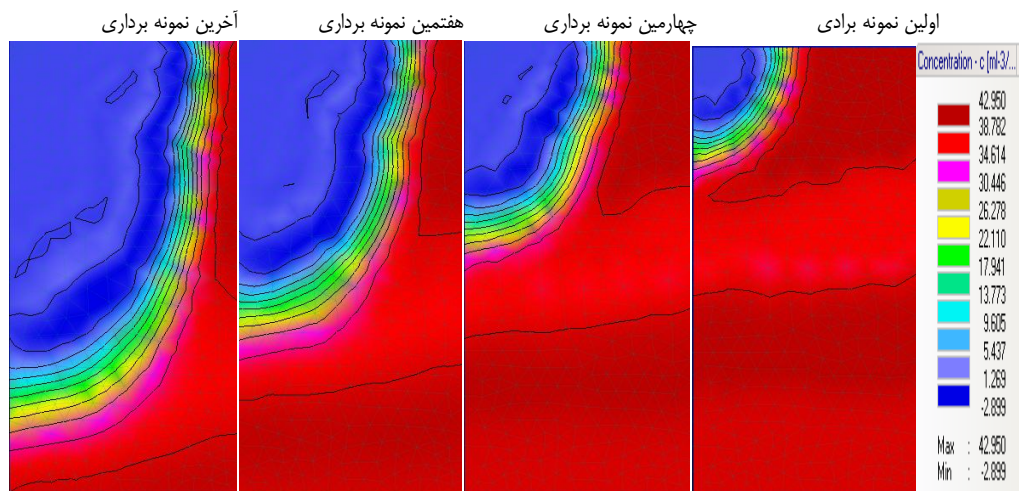 اولین نمونه برادی
چهارمین نمونه برداری
هفتمین نمونه برداری
آخرین نمونه برداری
Concentration - c [ml-3/...
42.950
38.782
34.614
30.446
26.278
22.110
17.941
13.773
9.605
5.437
1.269
-2.899
Max : 42.950
Min : -2.899